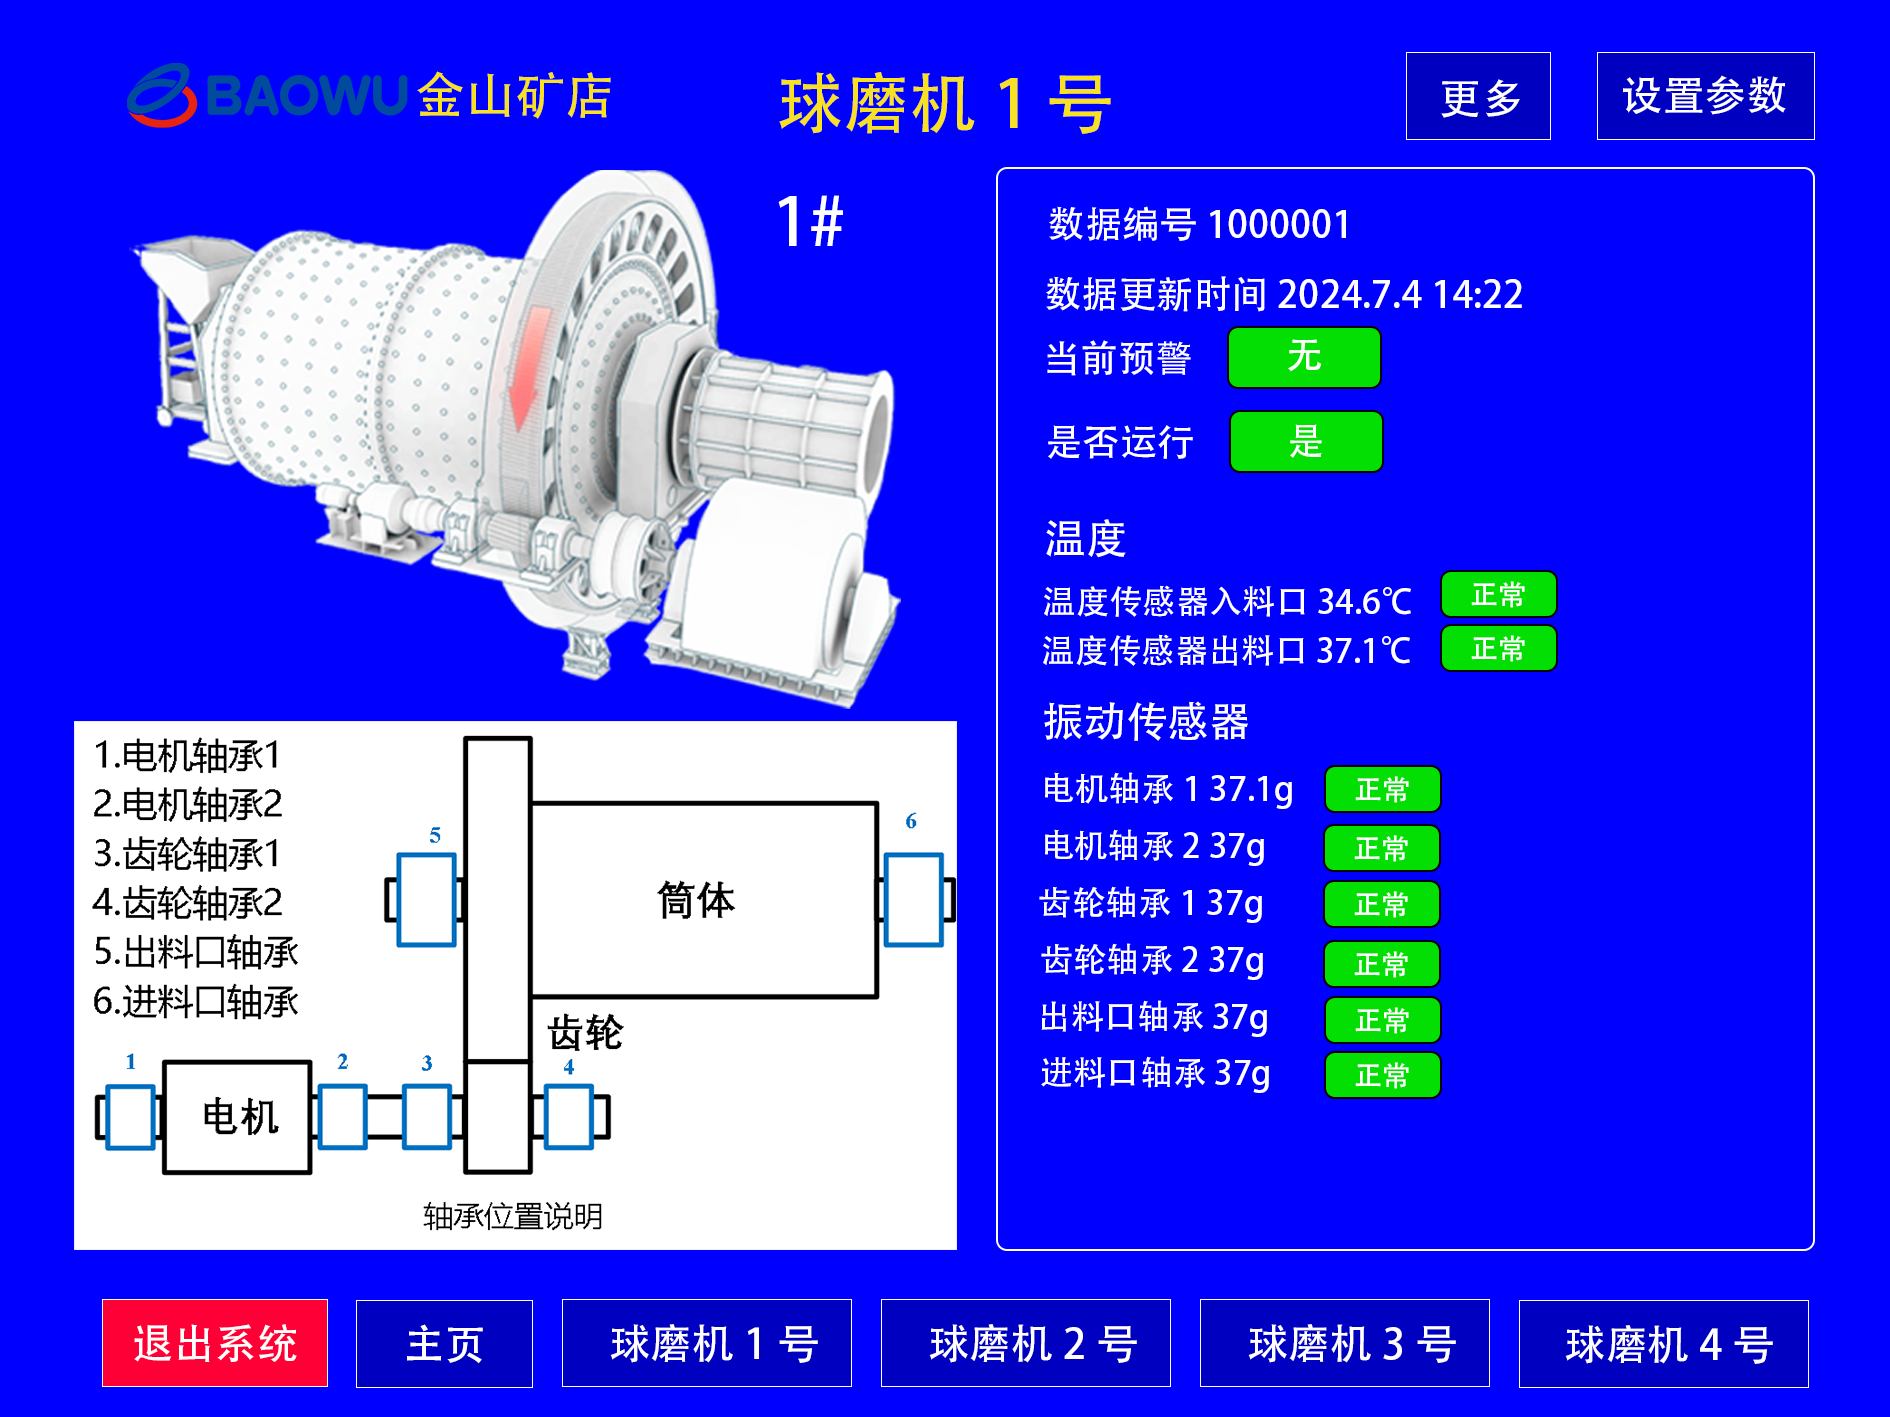 BAOWU金山矿店
球磨机 1 号
更多
设置参数
1#
数据编号 1000001
数据更新时间 2024.7.4 14:22
当前预警 无
是否运行 是
温度
温度传感器入料口 34.6℃ 正常
温度传感器出料口 37.1℃ 正常
振动传感器
电机轴承 1 37.1g 正常
电机轴承 2 37g 正常
齿轮轴承 1 37g 正常
齿轮轴承 2 37g 正常
出料口轴承 37g 正常
进料口轴承 37g 正常
1.电机轴承1
2.电机轴承2
3.齿轮轴承1
4.齿轮轴承2
5.出料口轴承
6.进料口轴承
5
6
筒体
齿轮
1
2
3
4
电机
轴承位置说明
退出系统
主页
球磨机 1 号
球磨机 2 号
球磨机 3 号
球磨机 4 号